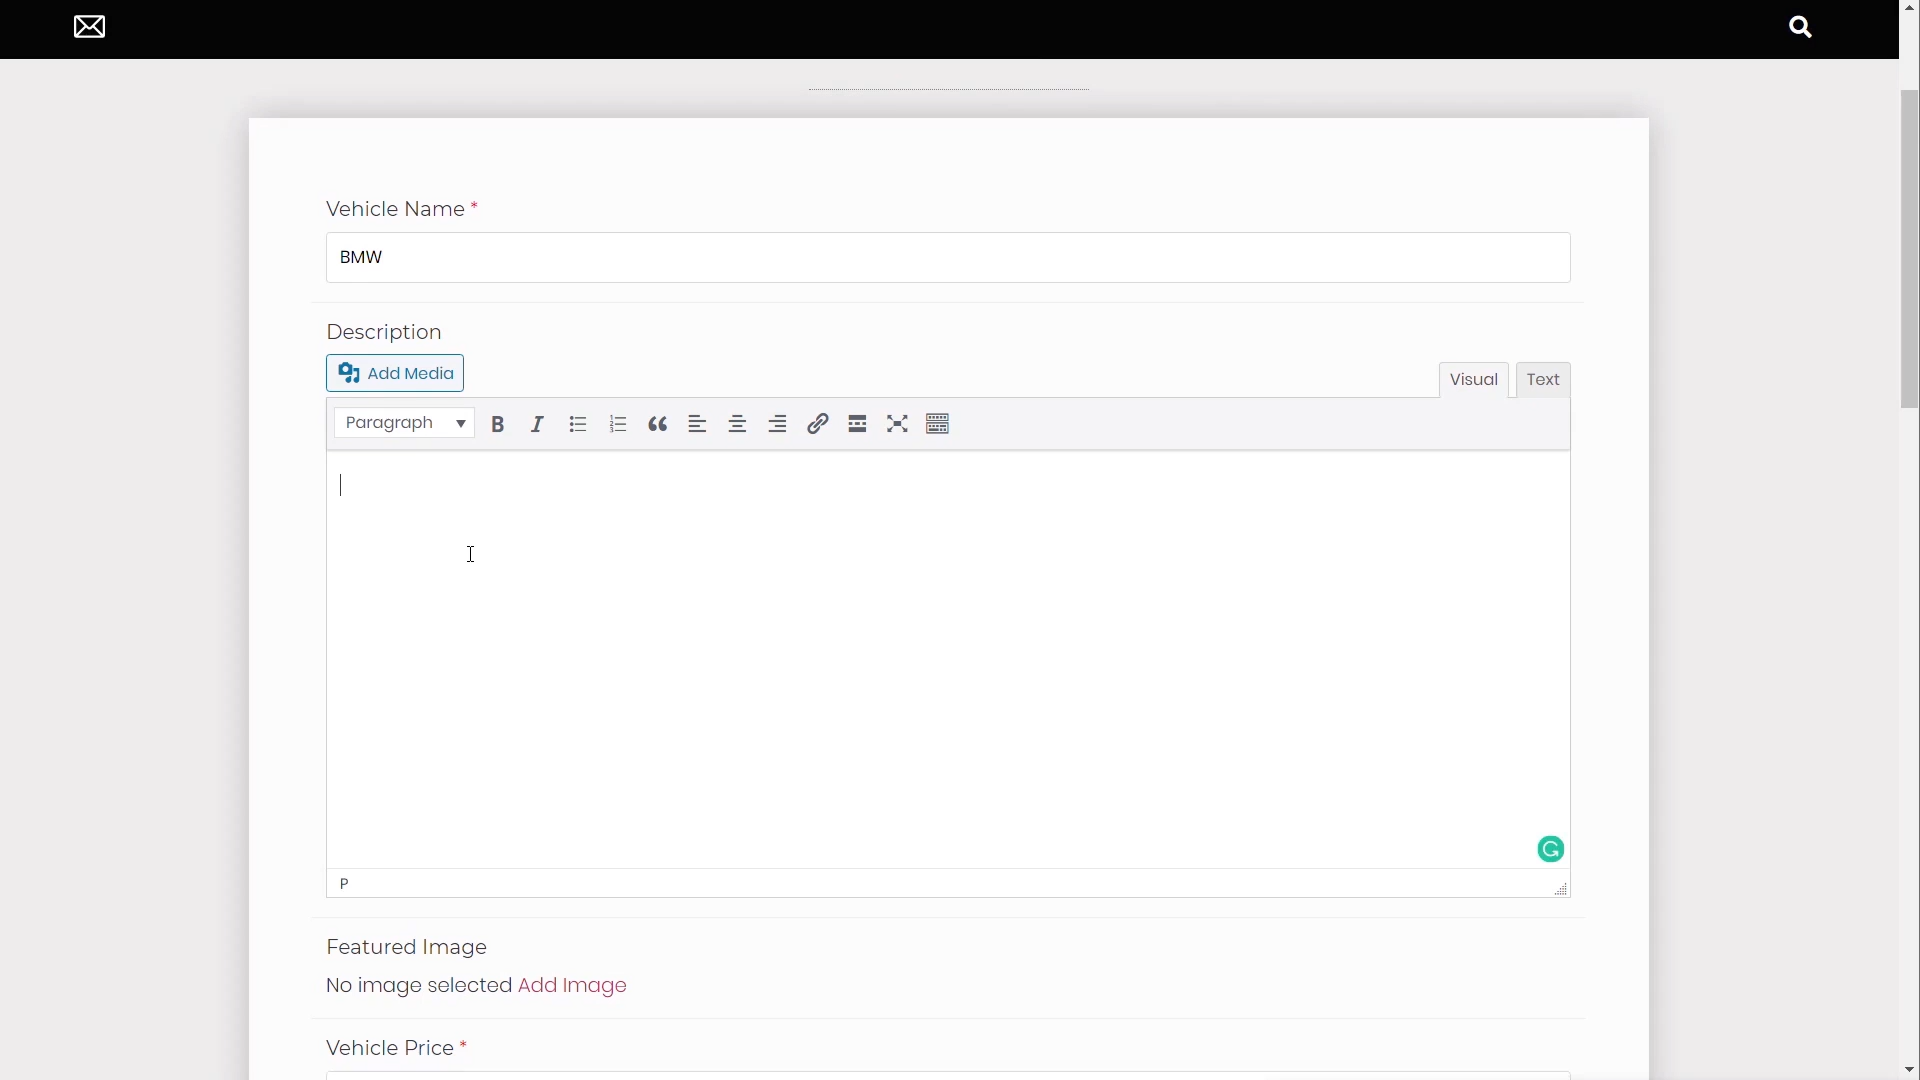 Vehicle Name *
BMW
Description
Add Media
Visual Text
Paragraph
P
Featured Image
No image selected Add Image
Vehicle Price *